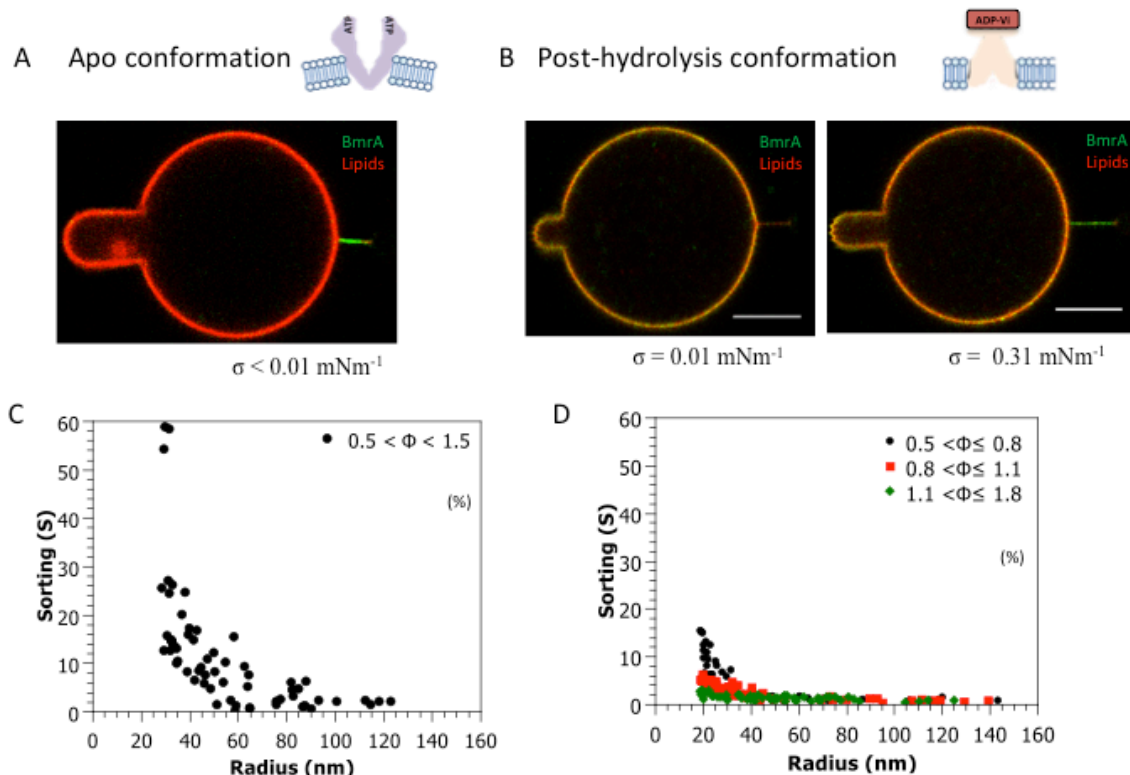 A Apo conformation
ATP ATP
B Post-hydrolysis conformation
ADP-Vi
BmrA
Lipids
BmrA
Lipids
BmrA
Lipids
σ < 0.01 mNm⁻¹
σ = 0.01 mNm⁻¹
σ = 0.31 mNm⁻¹
C
60
50
40
30
20
10
0
Sorting (S)
0 20 40 60 80 100 120 140 160
Radius (nm)
0.5 < Φ < 1.5
(%)
D
60
50
40
30
20
10
0
Sorting (S)
0 20 40 60 80 100 120 140 160
Radius (nm)
0.5 <Φ≤ 0.8
0.8 <Φ≤ 1.1
1.1 <Φ≤ 1.8
(%)